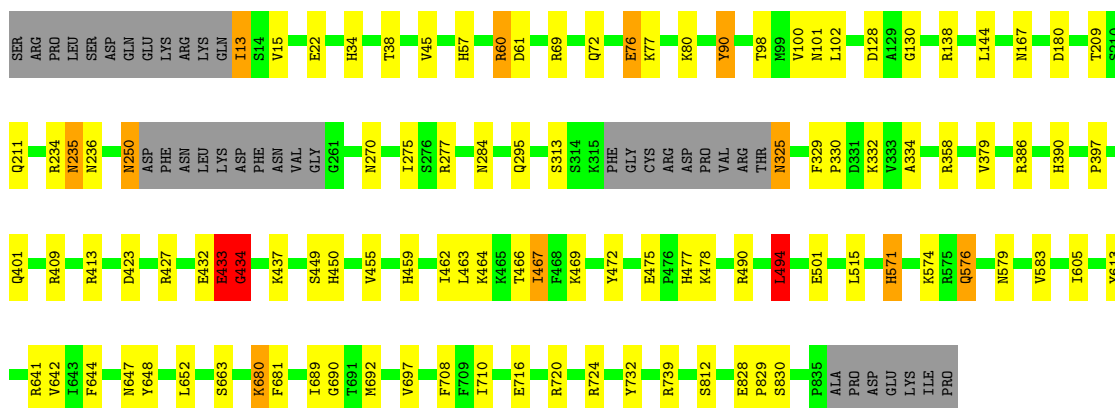 SER ARG PRO LEU SER ASP GLN GLU LYS ARG LYS GLN I13 S14 V15 E22 H34 T38 V45 H57 R60 D61 R69 Q72 E76 K77 K80 Y90 T98 M99 V100 N101 L102 D128 A129 G130 R138 L144 N167 D180 T209 S210
Q211 R234 N235 N236 N250 ASP PHE ASN LEU LYS ASP PHE ASN VAL GLY G261 N270 I275 S276 R277 N284 Q295 S313 S314 K315 PHE GLY CYS ARG ASP PRO VAL ARG THR N325 F329 P330 D331 K332 V333 A334 R358 V379 R386 H390 P397
Q401 R409 R413 D423 R427 E432 E433 G434 K437 S449 H450 V455 H459 I462 L463 K464 K465 T466 I467 F468 K469 Y472 E475 P476 H477 K478 R490 L494 E501 L515 H571 K574 R575 Q576 N579 V583 I605 Y613
R641 V642 I643 F644 N647 Y648 L652 S663 K680 F681 I689 G690 T691 M692 V697 F708 F709 I710 E716 R720 R724 Y732 R739 S812 E828 P829 S830 P835 ALA PRO ASP GLU LYS ILE PRO